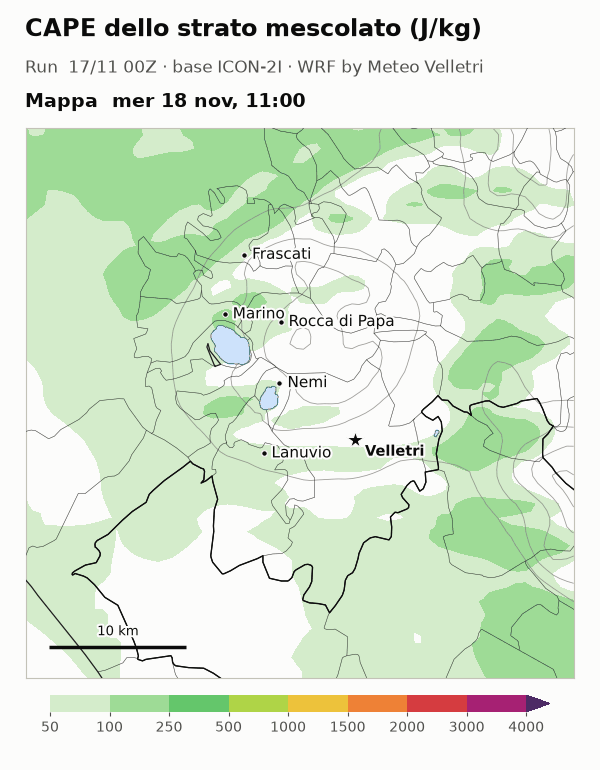 CAPE dello strato mescolato (J/kg)
Run 17/11 00Z · base ICON-2I · WRF by Meteo Velletri
Mappa mer 18 nov, 11:00
Frascati
Marino
Rocca di Papa
Nemi
Velletri
Lanuvio
10 km
50 100 250 500 1000 1500 2000 3000 4000